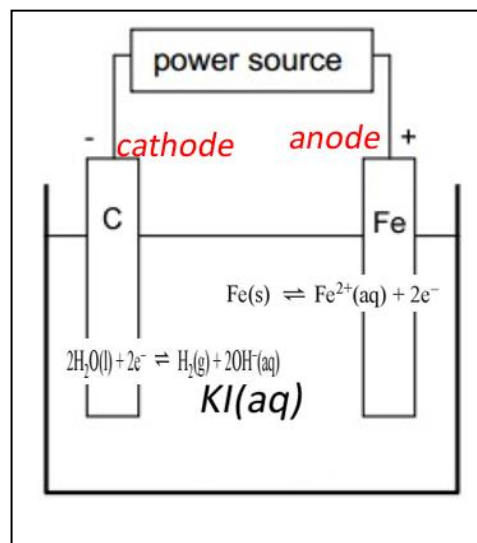 power source
- cathode anode +
C Fe
Fe(s) ⇌ Fe²⁺(aq) + 2e⁻
2H₂O(l) + 2e⁻ ⇌ H₂(g) + 2OH⁻(aq)
KI(aq)